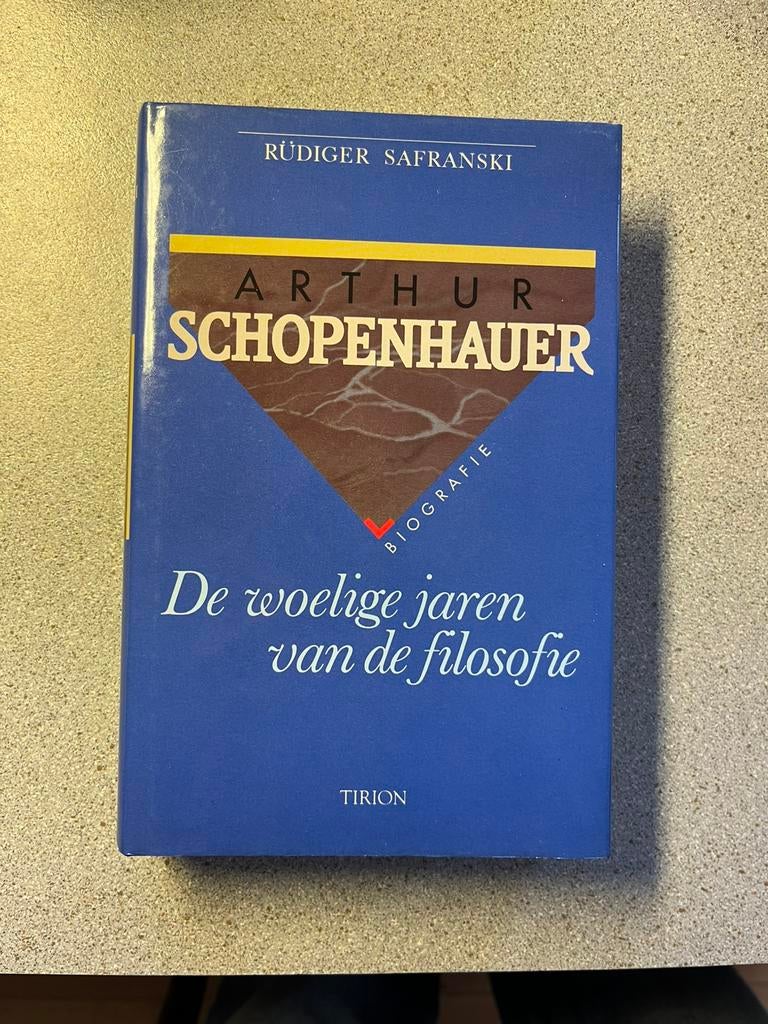 RÜDIGER SAFRANSKI
ARTHUR
SCHOPENHAUER
BIOGRAFIE
De woelige jaren
van de filosofie
TIRION